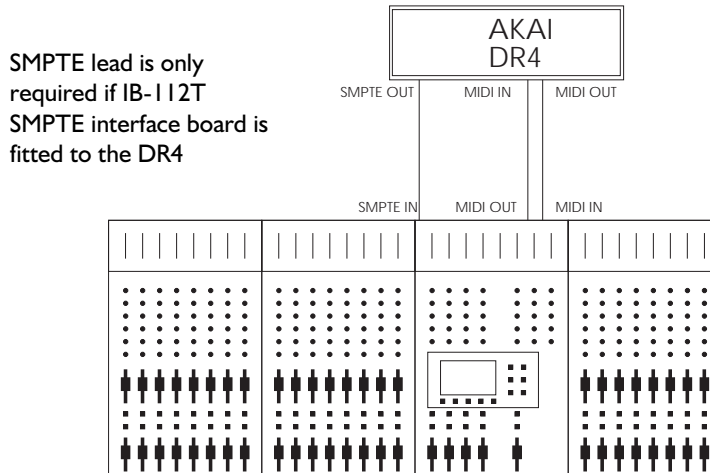 AKAI
DR4
SMPTE lead is only
required if IB-112T
SMPTE interface board is
fitted to the DR4
SMPTE OUT MIDI IN MIDI OUT
SMPTE IN MIDI OUT MIDI IN